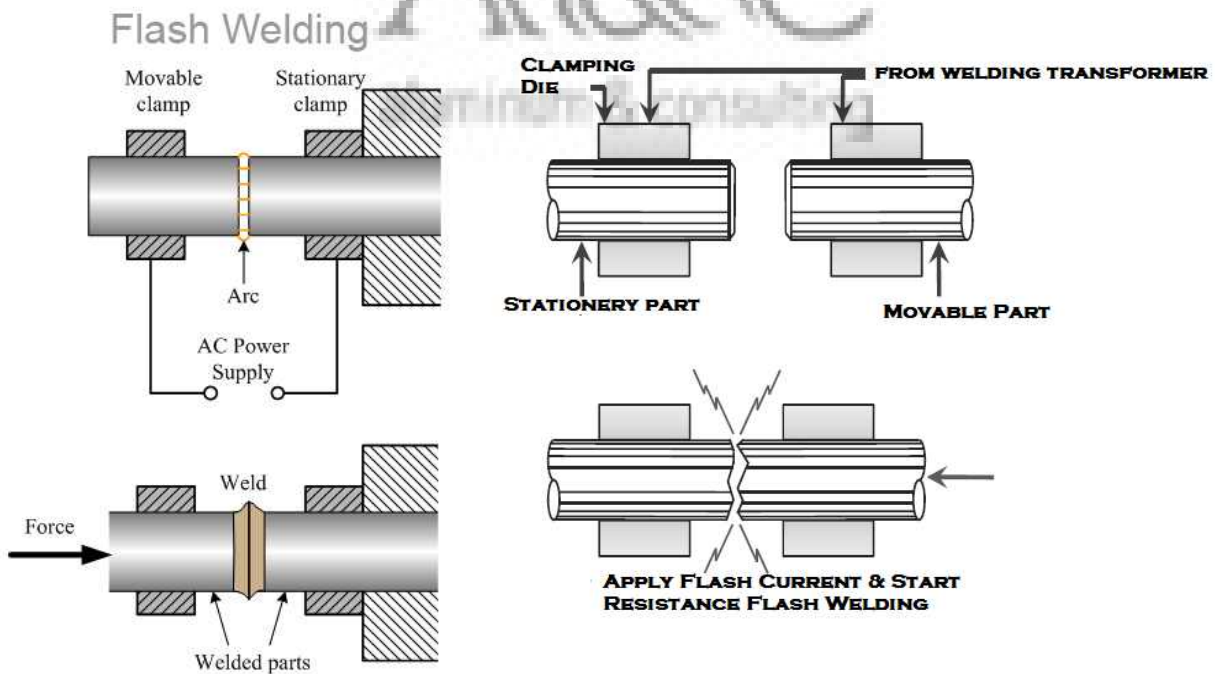 Flash Welding
Movable
clamp
Stationary
clamp
Arc
AC Power
Supply
Weld
Force
Welded parts
CLAMPING
DIE
FROM WELDING TRANSFORMER
STATIONERY PART
MOVABLE PART
APPLY FLASH CURRENT & START
RESISTANCE FLASH WELDING
& consulting